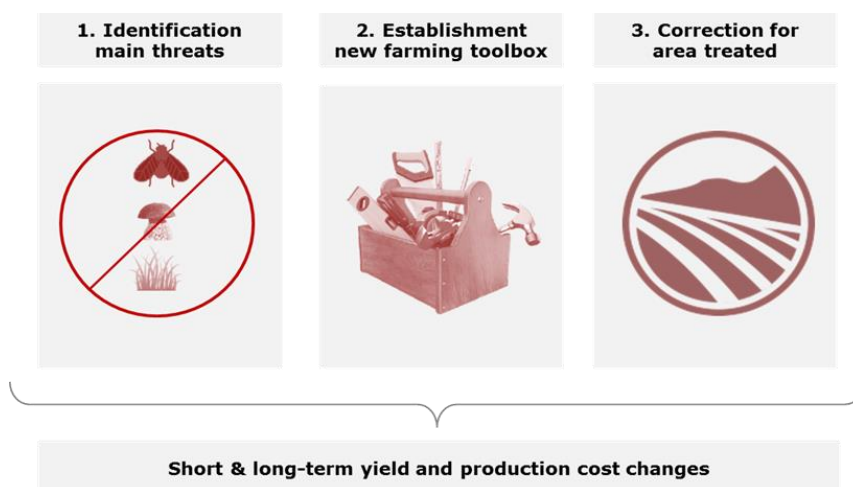 1. Identification
main threats
2. Establishment
new farming toolbox
3. Correction for
area treated
Short & long-term yield and production cost changes